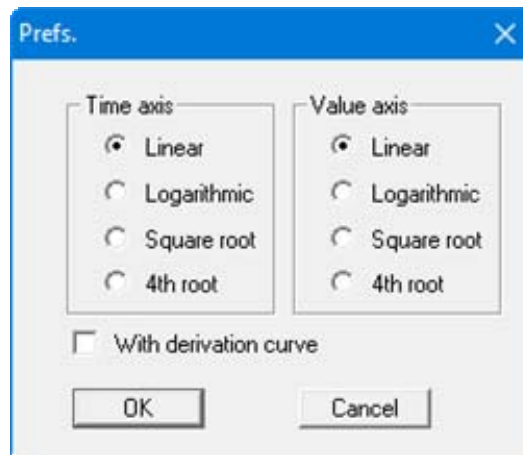 Prefs.
Time axis
Linear
Logarithmic
Square root
4th root
Value axis
Linear
Logarithmic
Square root
4th root
With derivation curve
OK
Cancel